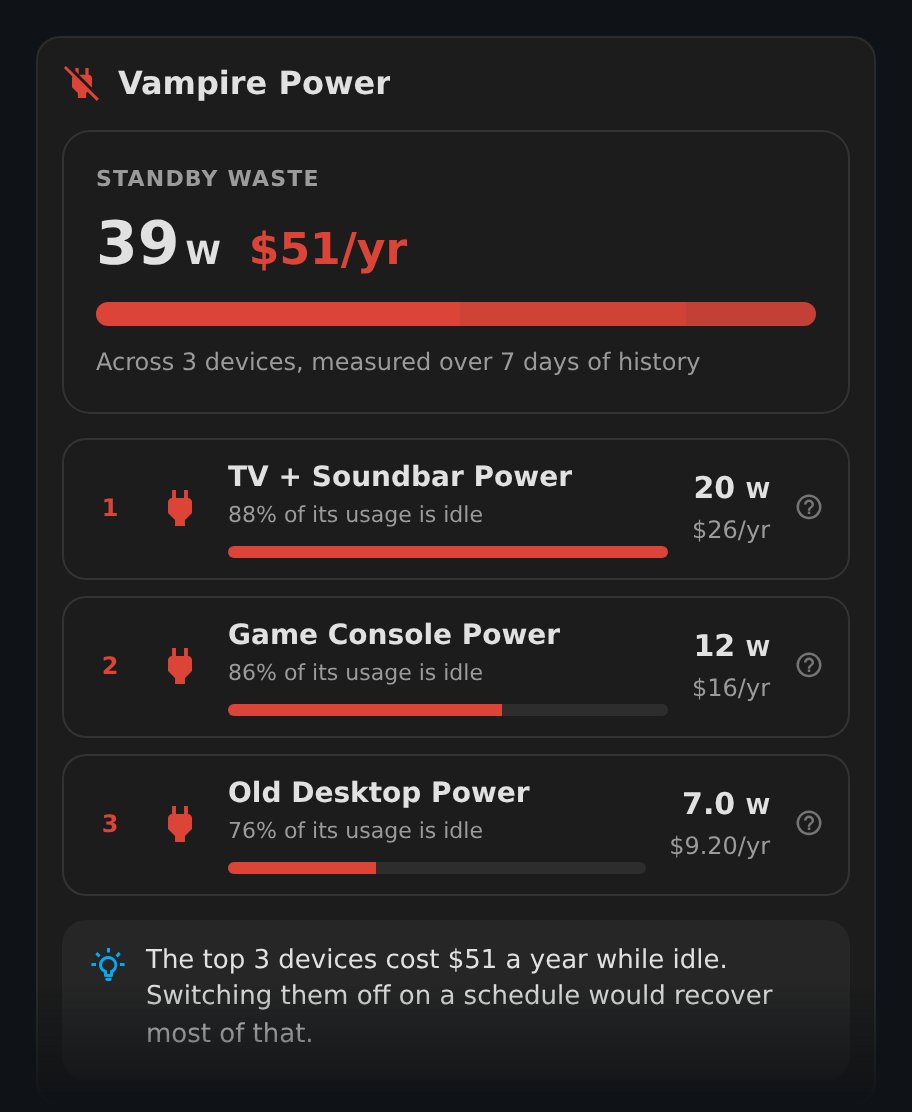 Vampire Power
STANDBY WASTE
39 W $51/yr
Across 3 devices, measured over 7 days of history
1
TV + Soundbar Power
88% of its usage is idle
20 W
$26/yr
2
Game Console Power
86% of its usage is idle
12 W
$16/yr
3
Old Desktop Power
76% of its usage is idle
7.0 W
$9.20/yr
The top 3 devices cost $51 a year while idle.
Switching them off on a schedule would recover
most of that.